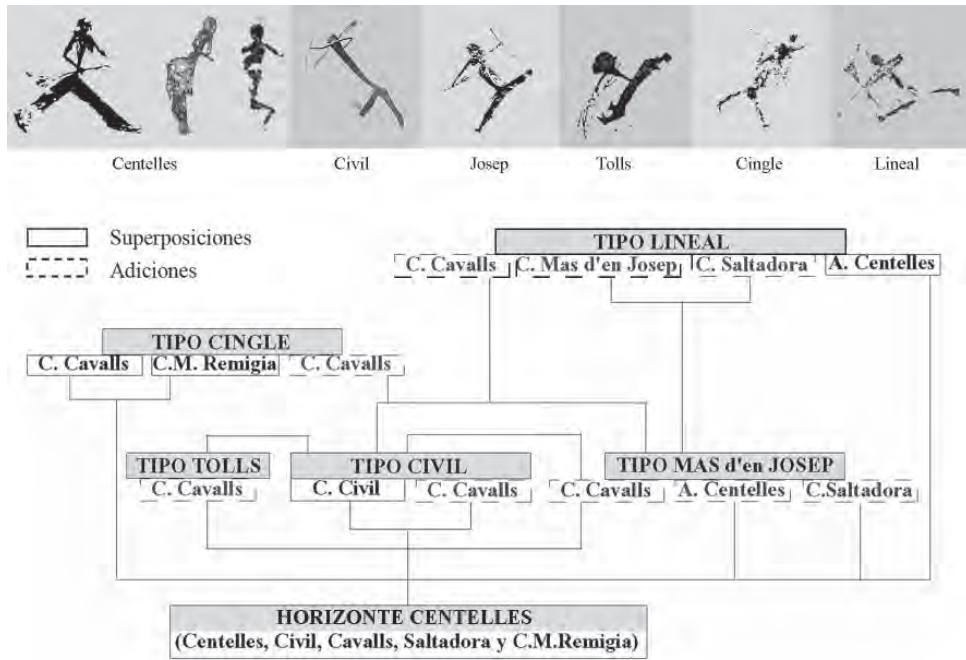 Centelles Civil Josep Tolls Cingle Lineal
Superposiciones
Adiciones
TIPO LINEAL
C. Cavalls C. Mas d'en Josep C. Saltadora A. Centelles
TIPO CINGLE
C. Cavalls C.M. Remigia C. Cavalls
TIPO TOLLS TIPO CIVIL TIPO MAS d'en JOSEP
C. Cavalls C. Civil C. Cavalls C. Cavalls A. Centelles C.Saltadora
HORIZONTE CENTELLES
(Centelles, Civil, Cavalls, Saltadora y C.M.Remigia)